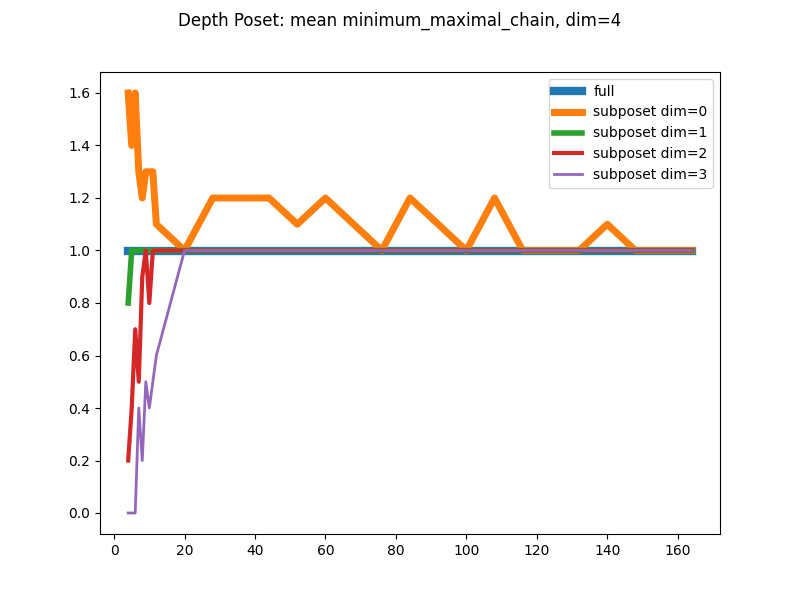 Depth Poset: mean minimum_maximal_chain, dim=4
full
subposet dim=0
subposet dim=1
subposet dim=2
subposet dim=3
1.6
1.4
1.2
1.0
0.8
0.6
0.4
0.2
0.0
0 20 40 60 80 100 120 140 160